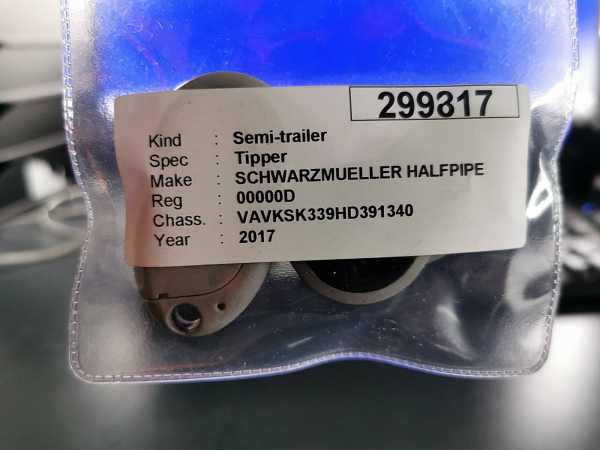 299817
Kind : Semi-trailer
Spec : Tipper
Make : SCHWARZMUELLER HALFPIPE
Reg : 00000D
Chass. : VAVKSK339HD391340
Year : 2017